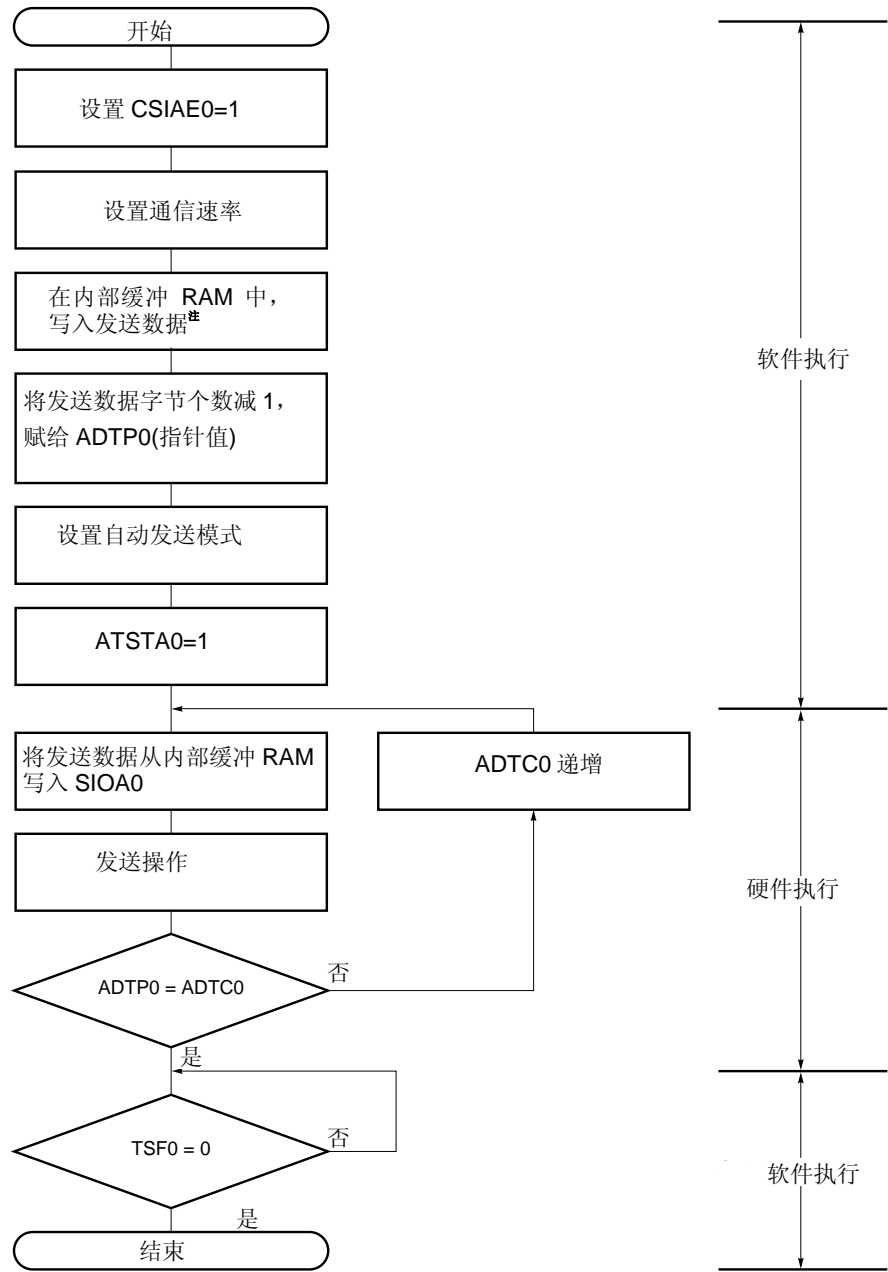 开始
设置 CSIAE0=1
设置通信速率
在内部缓冲 RAM 中，
写入发送数据注
将发送数据字节个数减 1，
赋给 ADTP0(指针值)
设置自动发送模式
ATSTA0=1
将发送数据从内部缓冲 RAM
写入 SIOA0
ADTC0 递增
发送操作
ADTP0 = ADTC0
否
是
TSF0 = 0
否
是
结束
软件执行
硬件执行
软件执行